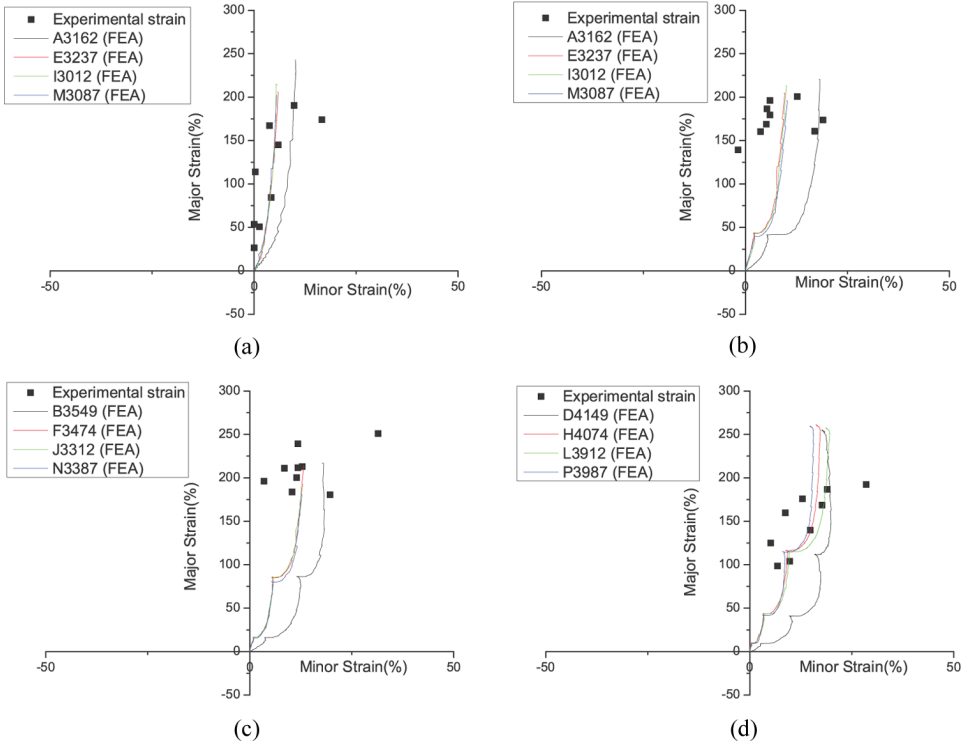 Experimental strain
A3162 (FEA)
E3237 (FEA)
I3012 (FEA)
M3087 (FEA)
300
250
200
150
100
50
0
-50
Major Strain(%)
-50
0
50
Minor Strain(%)
(a)
Experimental strain
A3162 (FEA)
E3237 (FEA)
I3012 (FEA)
M3087 (FEA)
300
250
200
150
100
50
0
-50
Major Strain(%)
-50
0
50
Minor Strain(%)
(b)
Experimental strain
B3549 (FEA)
F3474 (FEA)
J3312 (FEA)
N3387 (FEA)
300
250
200
150
100
50
0
-50
Major Strain(%)
-50
0
50
Minor Strain(%)
(c)
Experimental strain
D4149 (FEA)
H4074 (FEA)
L3912 (FEA)
P3987 (FEA)
300
250
200
150
100
50
0
-50
Major Strain(%)
-50
0
50
Minor Strain(%)
(d)